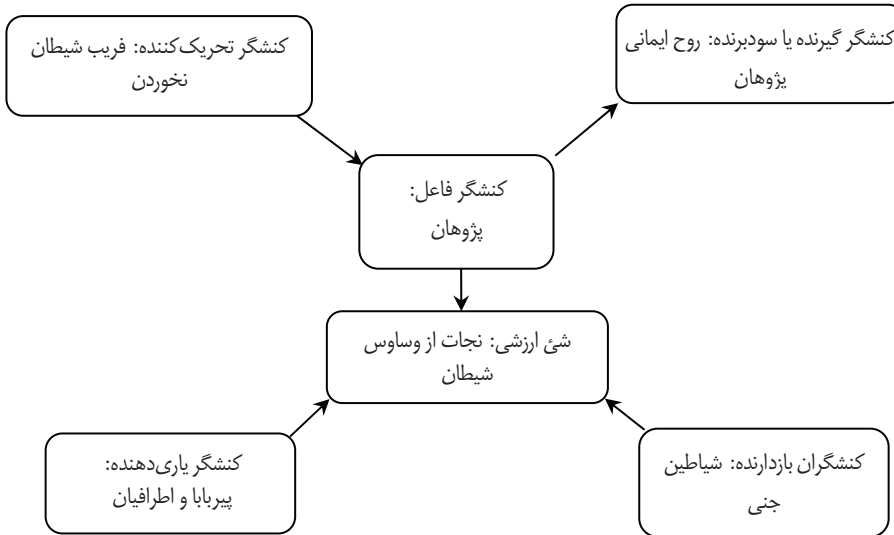 کنشگر گیرنده یا سودبرنده: روح ایمانی
پژوهان
کنشگر تحریک‌کننده: فریب شیطان
نخوردن
کنشگر فاعل:
پژوهان
شئ ارزشی: نجات از وساوس
شیطان
کنشگران بازدارنده: شیاطین
جنی
کنشگر یاری‌دهنده:
پیربابا و اطرافیان